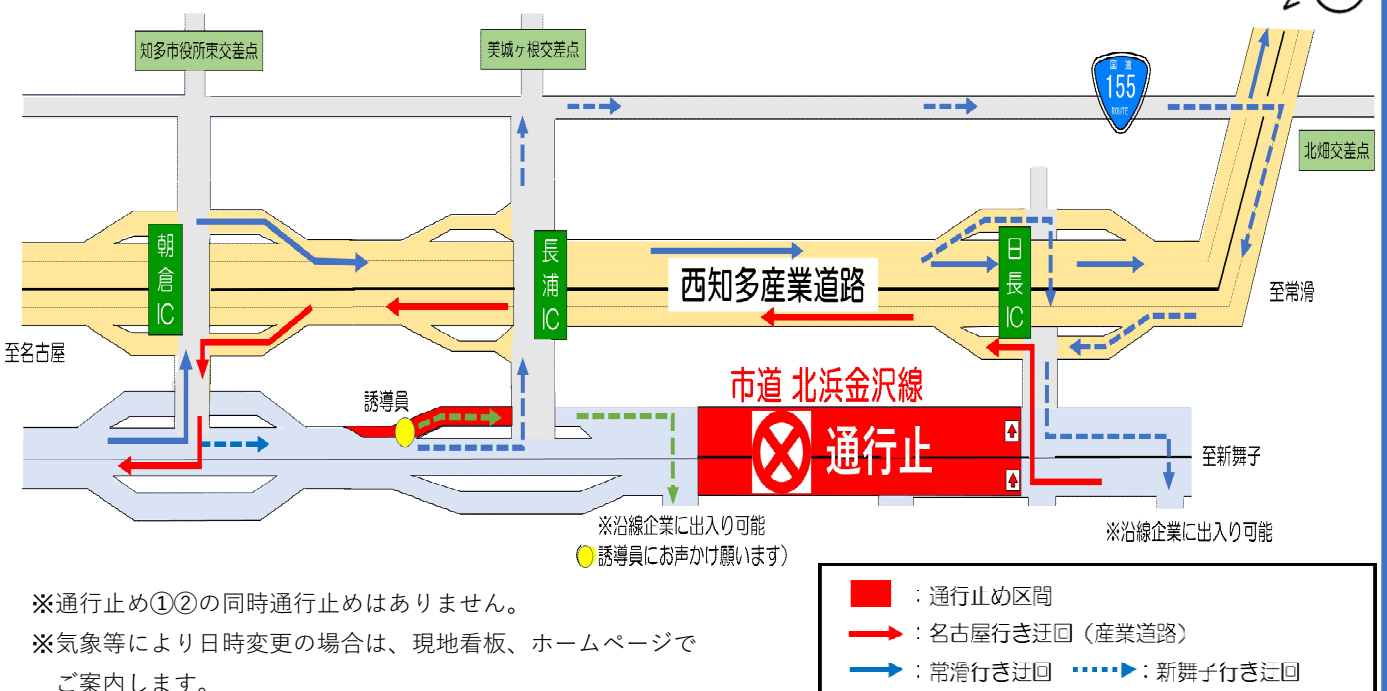 知多市役所東交差点
美城ヶ根交差点
国道
155
ROUTE
北畑交差点
朝倉IC
長浦IC
日長IC
西知多産業道路
至常滑
至名古屋
市道 北浜金沢線
誘導員
通行止
至新舞子
※沿線企業に出入り可能
(誘導員にお声かけ願います)
※沿線企業に出入り可能
※通行止め①②の同時通行止めはありません。
※気象等により日時変更の場合は、現地看板、ホームページで
ご案内します。
:通行止め区間
:名古屋行き迂回(産業道路)
:常滑行き迂回 :新舞子行き迂回